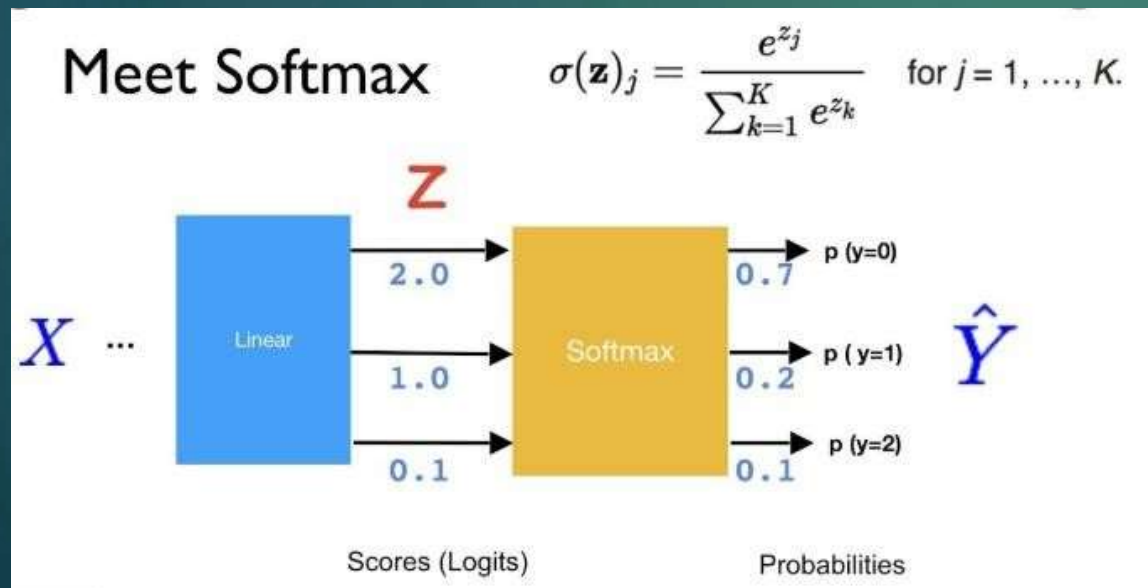 Meet Softmax
σ(z)_j = e^{z_j} / ∑_{k=1}^{K} e^{z_k} for j = 1, ..., K.
Z
2.0 0.7 p (y=0)
X ... Linear Softmax Ŷ
1.0 0.2 p ( y=1)
0.1 0.1 p (y=2)
Scores (Logits) Probabilities